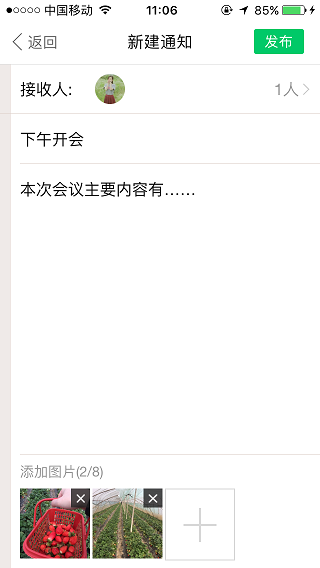 中国移动 11:06 85%
返回 新建通知 发布
接收人: 1人
下午开会
本次会议主要内容有……
添加图片(2/8)